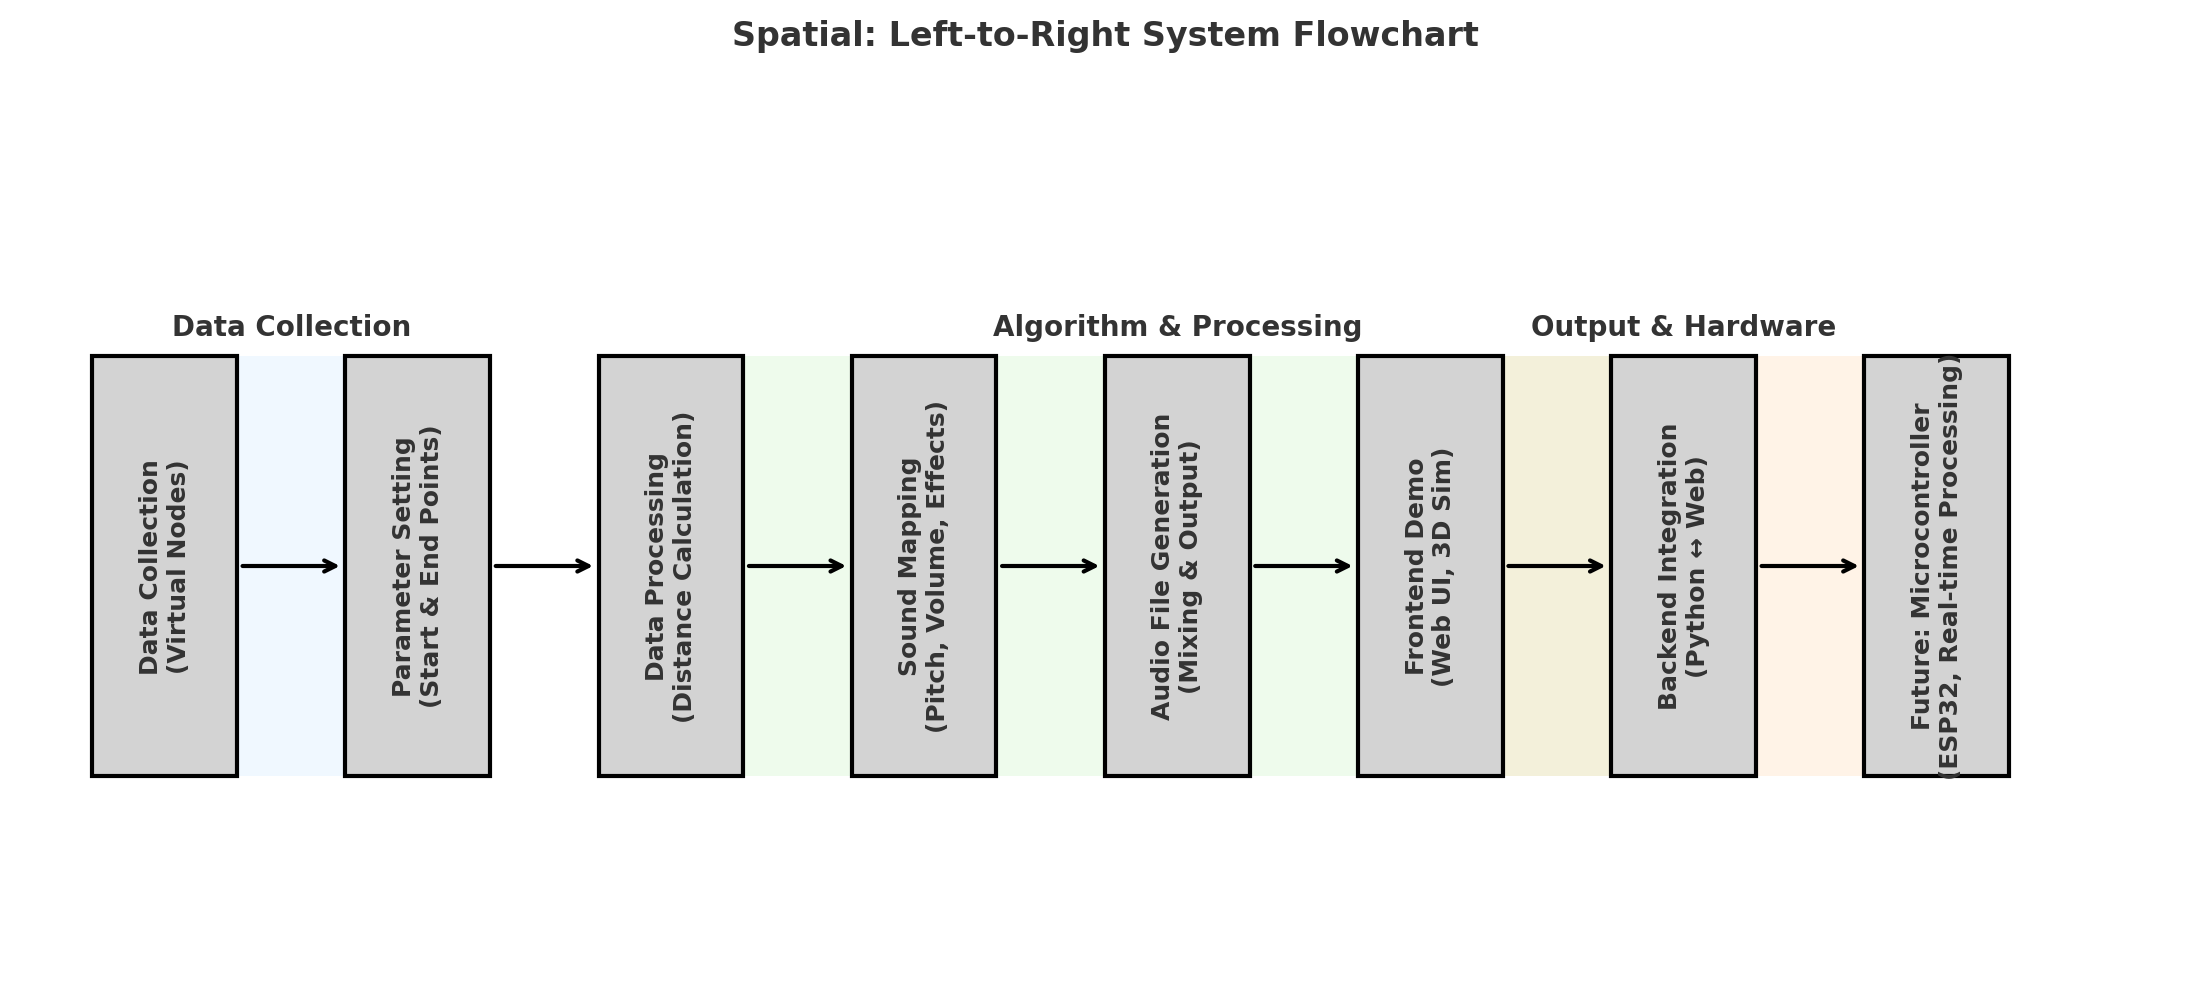 Spatial: Left-to-Right System Flowchart
Data Collection
Algorithm & Processing
Output & Hardware
Data Collection
(Virtual Nodes)
Parameter Setting
(Start & End Points)
Data Processing
(Distance Calculation)
Sound Mapping
(Pitch, Volume, Effects)
Audio File Generation
(Mixing & Output)
Frontend Demo
(Web UI, 3D Sim)
Backend Integration
(Python ↔ Web)
Future: Microcontroller
(ESP32, Real-time Processing)